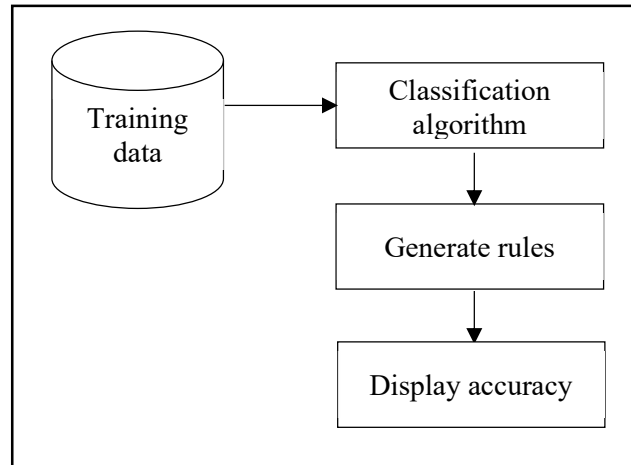 Training
data
Classification
algorithm
Generate rules
Display accuracy